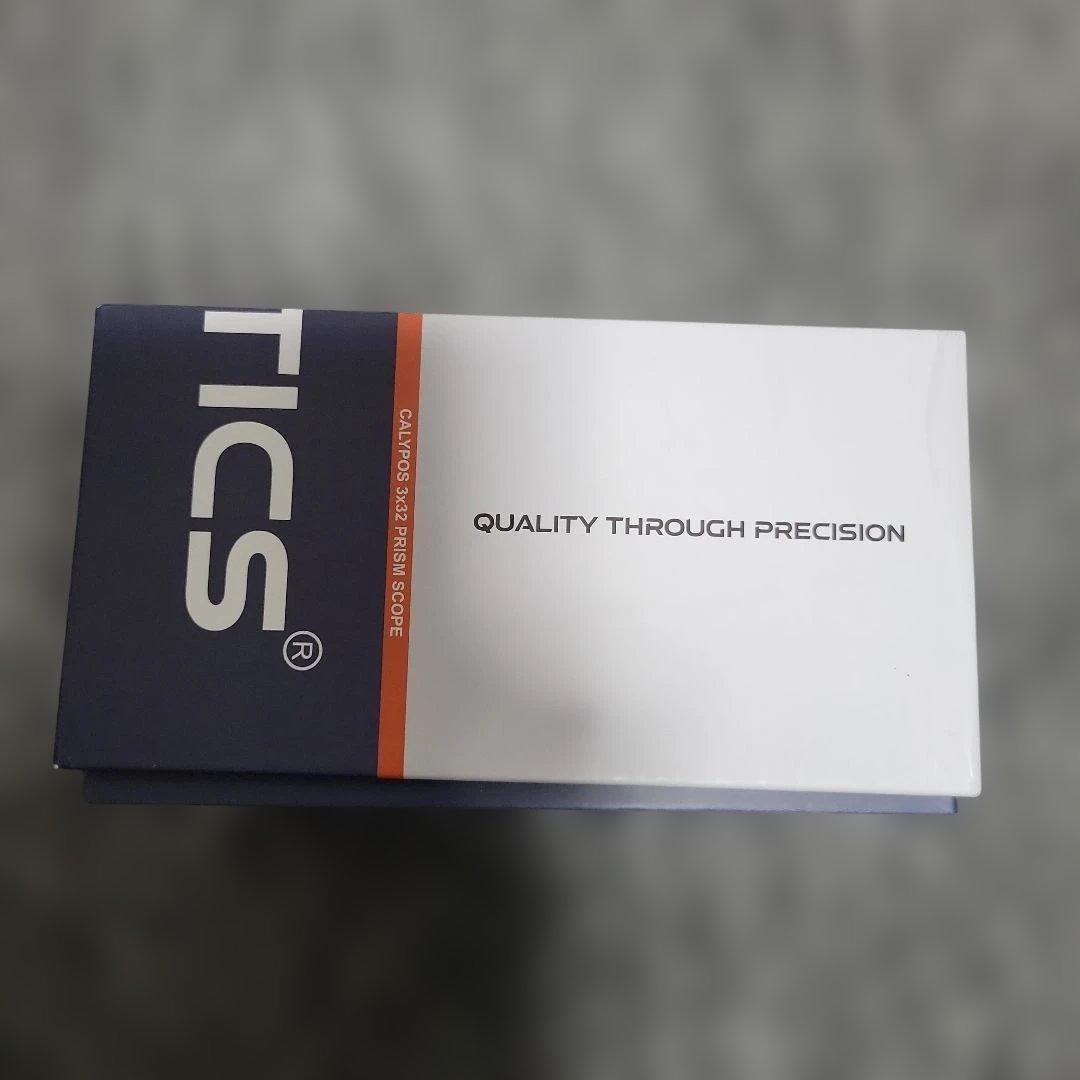 TICS®
CALYPOS 3x32 PRISM SCOPE
QUALITY THROUGH PRECISION